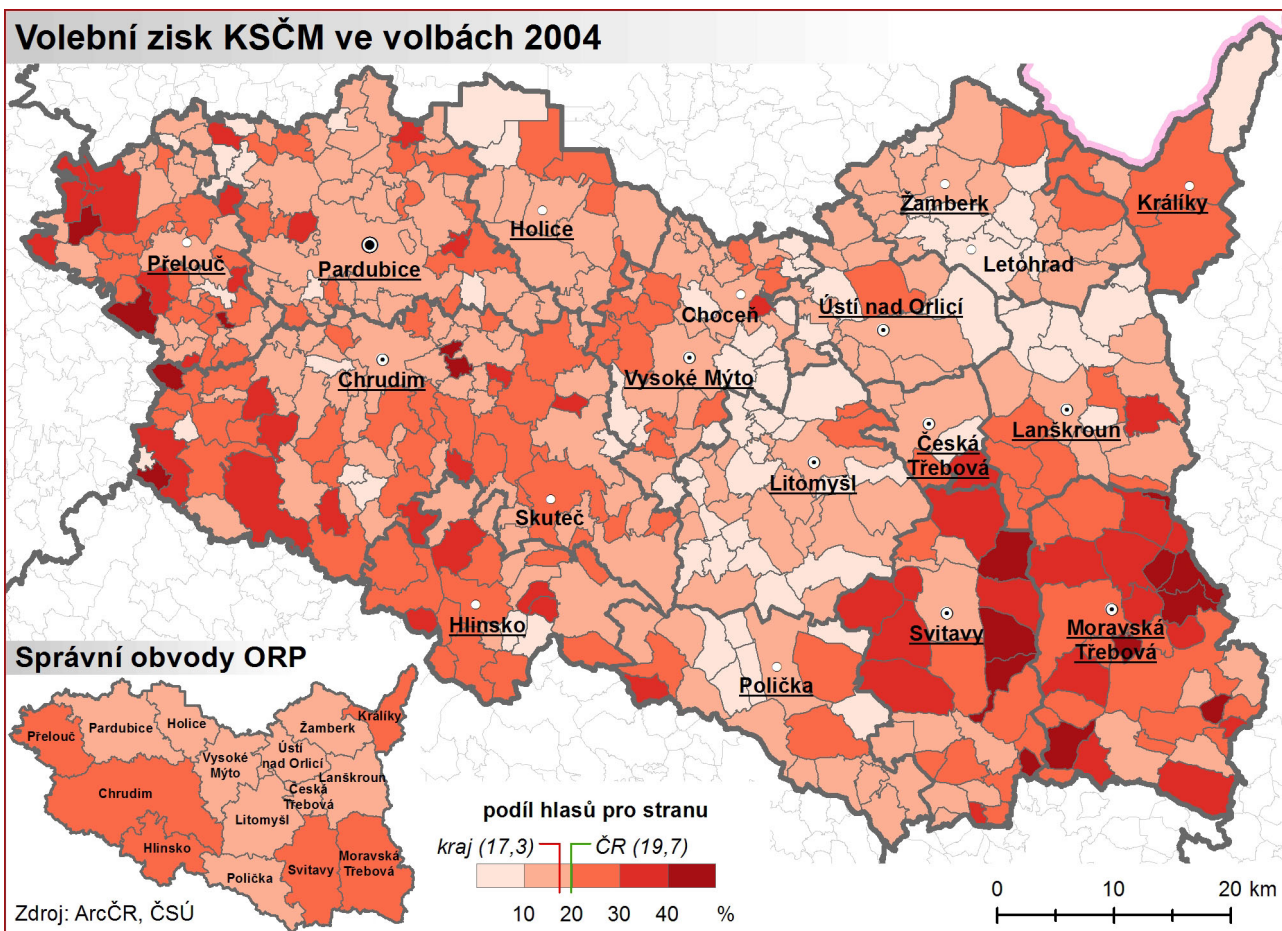 Volební zisk KSČM ve volbách 2004
Žamberk
Králíky
Holice
Přelouč
Pardubice
Letohrad
Choceň
Ústí nad Orlicí
Chrudim
Vysoké Mýto
Lanškroun
Česká
Třebová
Litomyšl
Skuteč
Hlinsko
Svitavy
Moravská
Třebová
Polička
Správní obvody ORP
Přelouč
Pardubice
Holice
Žamberk
Králíky
Vysoké
Mýto
Ústí
nad Orlicí
Lanškroun
Česká
Třebová
Chrudim
Litomyšl
Hlinsko
Svitavy
Moravská
Třebová
Polička
Zdroj: ArcČR, ČSÚ
podíl hlasů pro stranu
kraj (17,3) ČR (19,7)
10 20 30 40 %
0 10 20 km